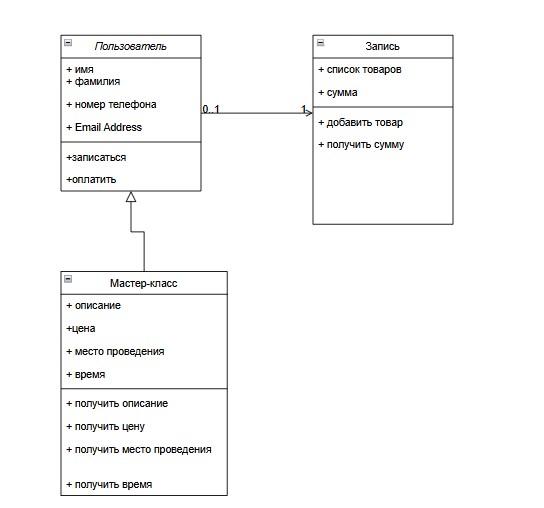 Пользователь
+ имя
+ фамилия
+ номер телефона
+ Email Address
+записаться
+оплатить
0..1
1
Запись
+ список товаров
+ сумма
+ добавить товар
+ получить сумму
Мастер-класс
+ описание
+цена
+ место проведения
+ время
+ получить описание
+ получить цену
+ получить место проведения
+ получить время